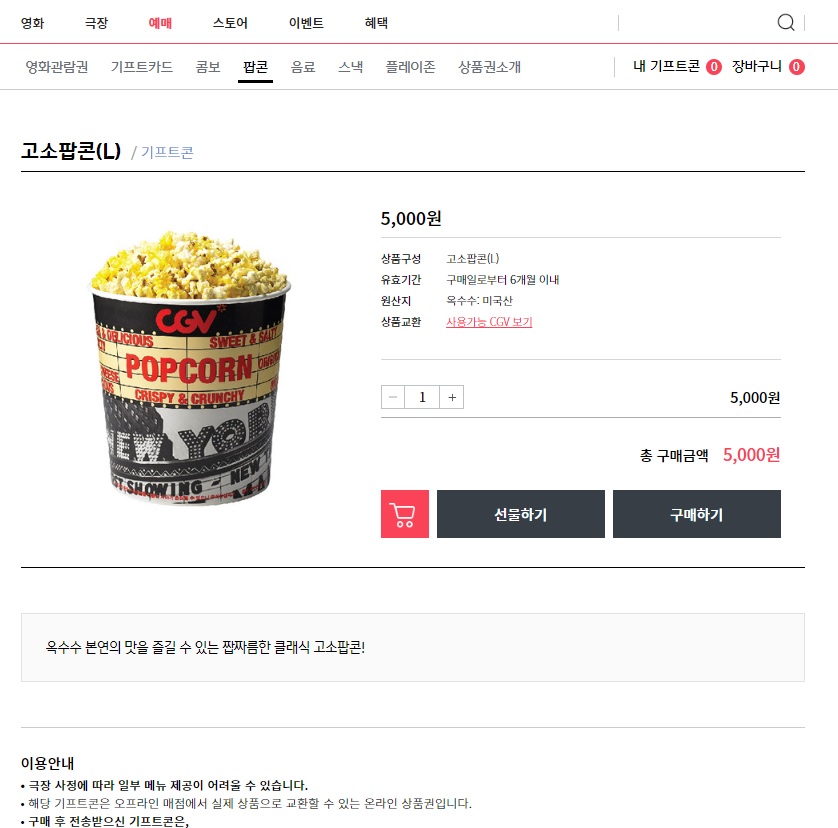 영화 극장 예매 스토어 이벤트 혜택
영화관람권 기프트카드 콤보 팝콘 음료 스낵 플레이존 상품권소개 내 기프트콘 0 장바구니 0
고소팝콘(L) / 기프트콘
5,000원
상품구성 고소팝콘(L)
유효기간 구매일로부터 6개월 이내
원산지 옥수수: 미국산
상품교환 사용가능 CGV 보기
− 1 + 5,000원
총 구매금액 5,000원
선물하기 구매하기
CGV
& DELICIOUS SWEET & SALTY
POPCORN
CRISPY & CRUNCHY
NEW YOR
SHOWING - NEW
옥수수 본연의 맛을 즐길 수 있는 짭짜름한 클래식 고소팝콘!
이용안내
• 극장 사정에 따라 일부 메뉴 제공이 어려울 수 있습니다.
• 해당 기프트콘은 오프라인 매점에서 실제 상품으로 교환할 수 있는 온라인 상품권입니다.
• 구매 후 전송받으신 기프트콘은,